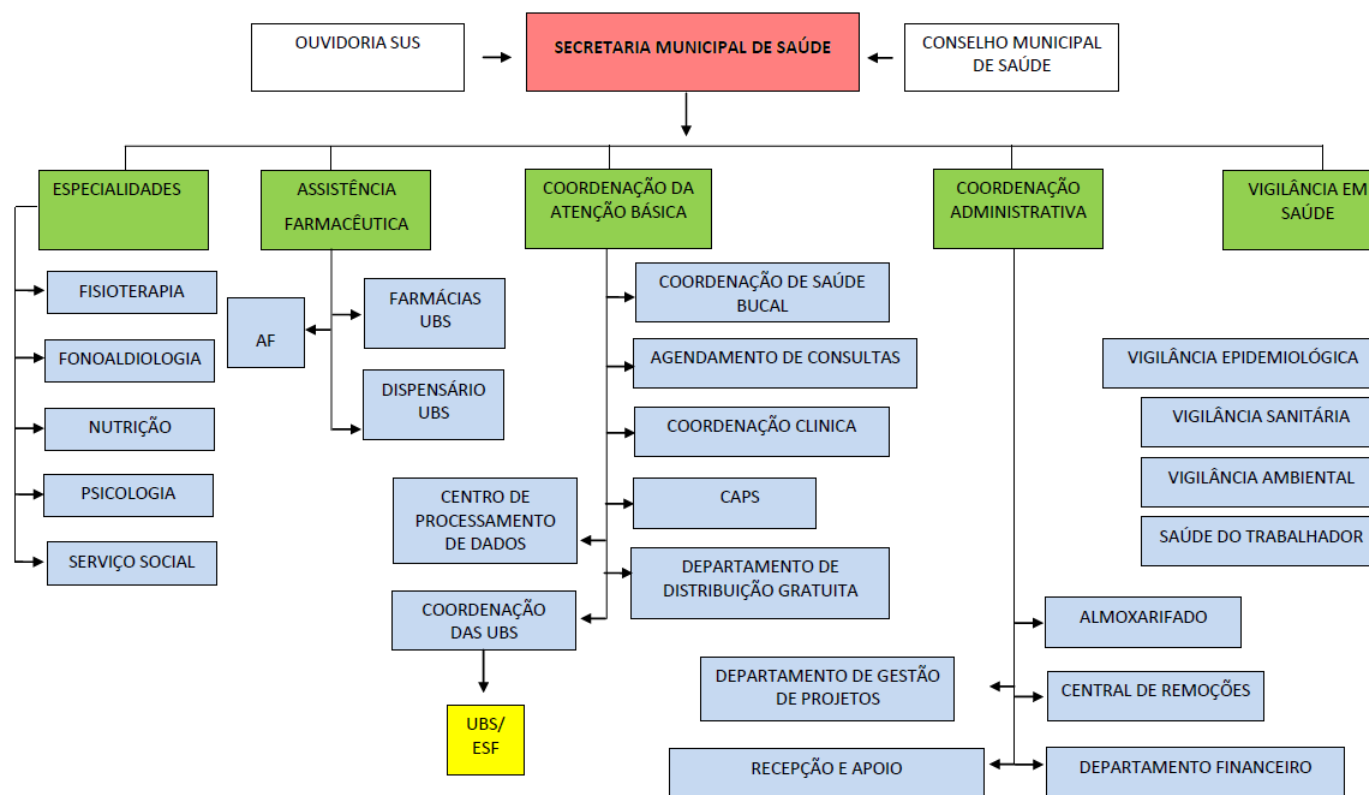 OUVIDORIA SUS
SECRETARIA MUNICIPAL DE SAÚDE
CONSELHO MUNICIPAL
DE SAÚDE
ESPECIALIDADES
ASSISTÊNCIA
FARMACÊUTICA
COORDENAÇÃO DA
ATENÇÃO BÁSICA
COORDENAÇÃO
ADMINISTRATIVA
VIGILÂNCIA EM
SAÚDE
FISIOTERAPIA
FONOALDIOLOGIA
NUTRIÇÃO
PSICOLOGIA
SERVIÇO SOCIAL
AF
FARMÁCIAS
UBS
DISPENSÁRIO
UBS
COORDENAÇÃO DE SAÚDE
BUCAL
AGENDAMENTO DE CONSULTAS
COORDENAÇÃO CLINICA
CAPS
CENTRO DE
PROCESSAMENTO
DE DADOS
DEPARTAMENTO DE
DISTRIBUIÇÃO GRATUITA
COORDENAÇÃO
DAS UBS
UBS/
ESF
VIGILÂNCIA EPIDEMIOLÓGICA
VIGILÂNCIA SANITÁRIA
VIGILÂNCIA AMBIENTAL
SAÚDE DO TRABALHADOR
ALMOXARIFADO
DEPARTAMENTO DE GESTÃO
DE PROJETOS
CENTRAL DE REMOÇÕES
RECEPÇÃO E APOIO
DEPARTAMENTO FINANCEIRO